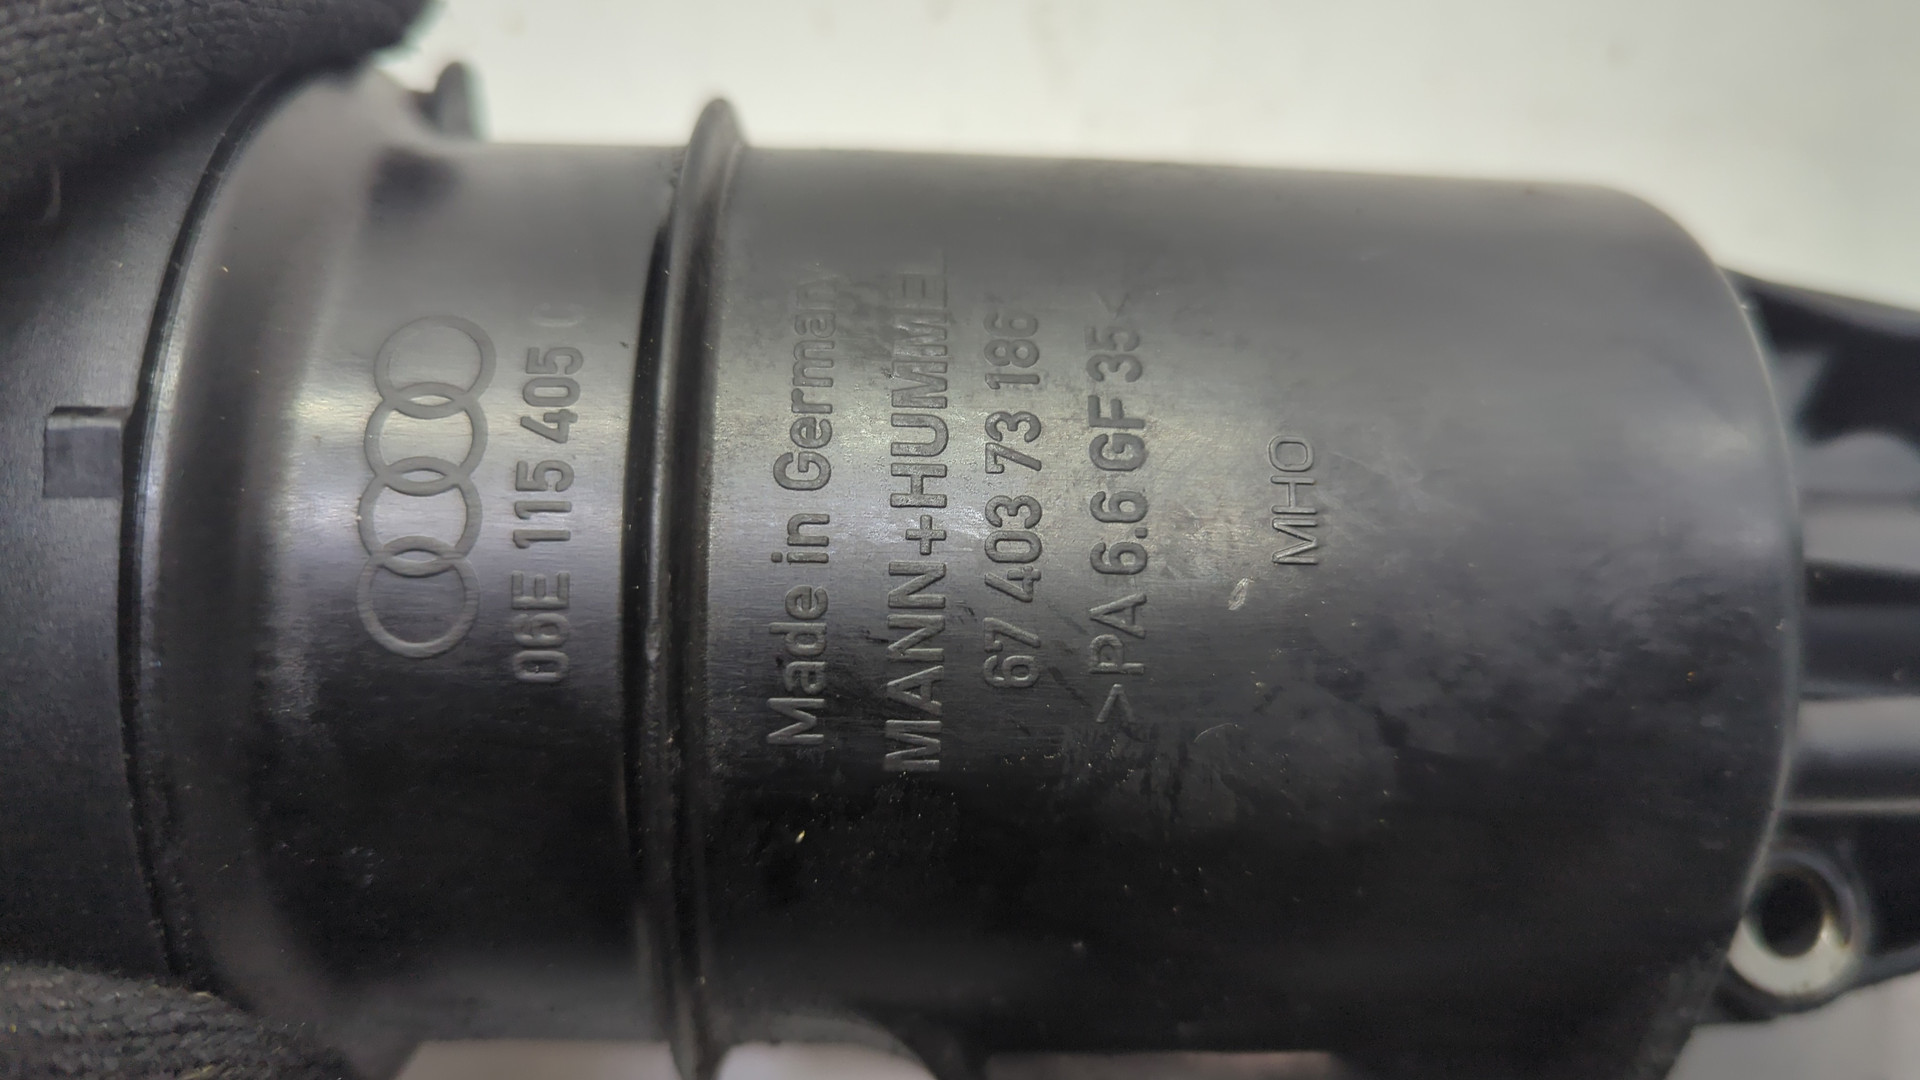 06E 115 405 C
Made in Germany
MANN+HUMMEL
67 403 73 186
>PA 6.6 GF 35<
MHO